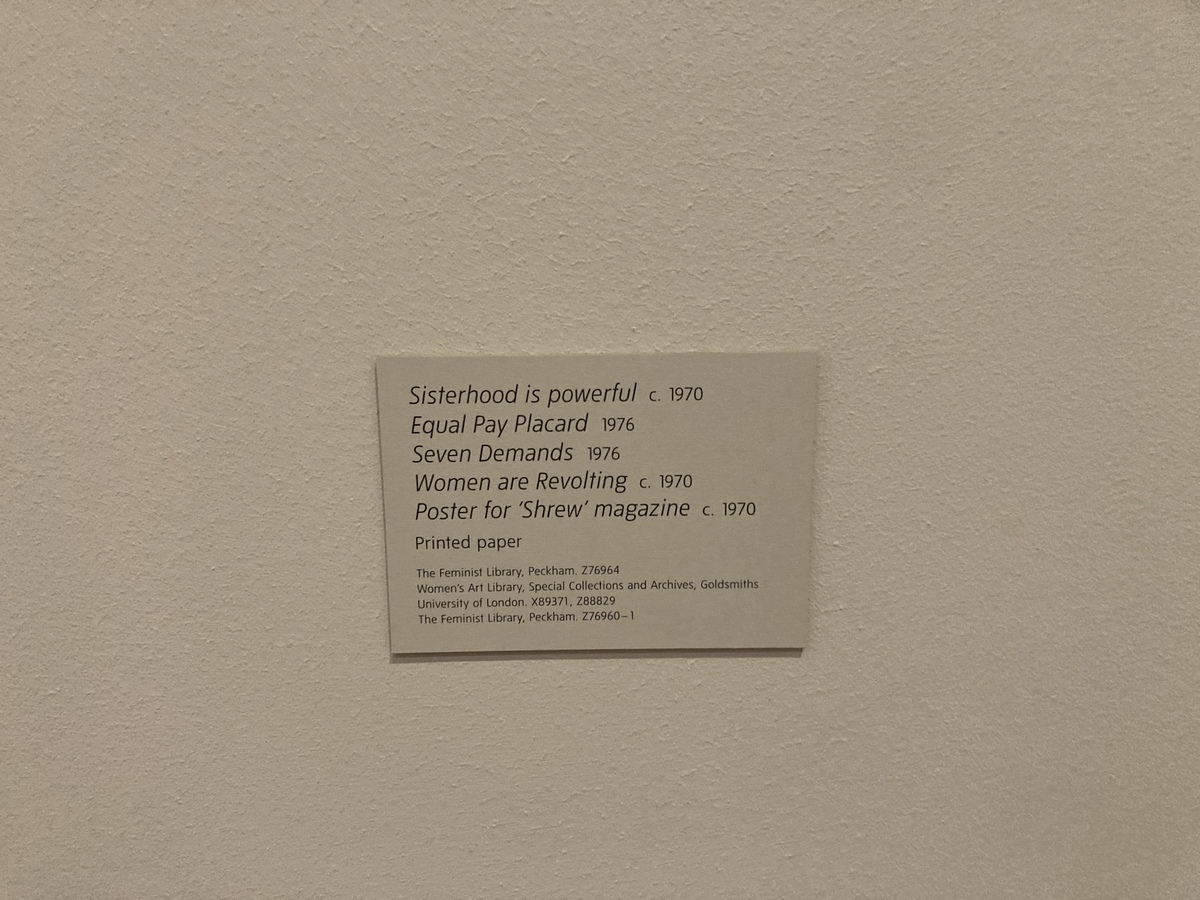 Sisterhood is powerful c. 1970
Equal Pay Placard 1976
Seven Demands 1976
Women are Revolting c. 1970
Poster for ‘Shrew’ magazine c. 1970
Printed paper
The Feminist Library, Peckham. Z76964
Women’s Art Library, Special Collections and Archives, Goldsmiths
University of London. X89371, Z88829
The Feminist Library, Peckham. Z76960–1